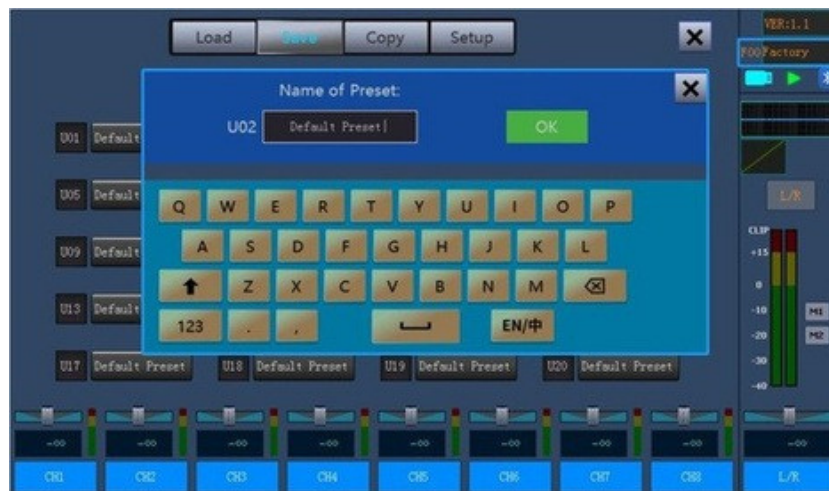 Load Save Copy Setup
VER:1.1
F00Factory
Name of Preset:
U02 Default Preset
OK
U01 Default
U05 Default
U09 Default
U13 Default
U17 Default Preset U18 Default Preset U19 Default Preset U20 Default Preset
Q W E R T Y U I O P
A S D F G H J K L
Z X C V B N M
123 . , EN/中
L/R
CLIP
+15
0
-10 M1
-20 M2
-30
-40
-∞ -∞ -∞ -∞ -∞ -∞ -∞ -∞ -∞
CH1 CH2 CH3 CH4 CH5 CH6 CH7 CH8 L/R